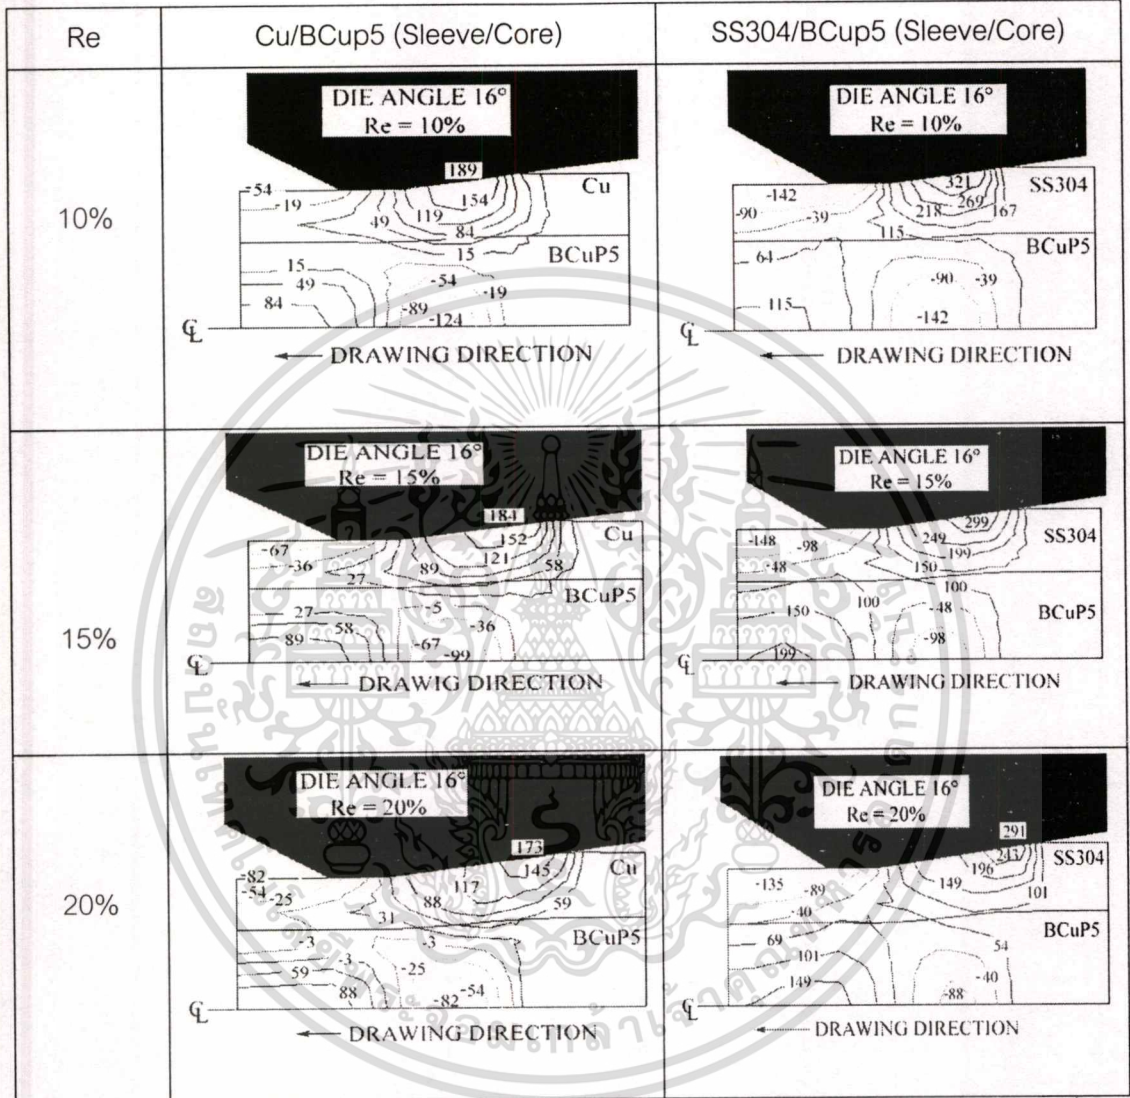 Re
Cu/BCup5 (Sleeve/Core)
SS304/BCup5 (Sleeve/Core)
10%
DIE ANGLE 16°
Re = 10%
189
Cu
-54
154
-19
119
49
84
15
BCuP5
15
-54
49
-19
84
-89
-124
℄
DRAWING DIRECTION
DIE ANGLE 16°
Re = 10%
321
SS304
-142
269
-90
-39
218
167
115
BCuP5
64
-90
-39
115
-142
℄
DRAWING DIRECTION
15%
DIE ANGLE 16°
Re = 15%
184
152
Cu
-67
121
-36
89
58
27
BCuP5
-5
27
58
-36
89
-67
-99
℄
DRAWIG DIRECTION
DIE ANGLE 16°
Re = 15%
299
-148
249
SS304
-98
199
-48
150
100
BCuP5
150
100
-48
-98
199
℄
DRAWING DIRECTION
20%
DIE ANGLE 16°
Re = 20%
173
-82
145
Cu
-54
-25
117
88
59
31
BCuP5
-3
-3
-3
-25
59
88
-54
-82
℄
DRAWING DIRECTION
DIE ANGLE 16°
Re = 20%
291
243
SS304
196
-135
-89
149
101
-40
BCuP5
69
54
101
-40
149
-88
℄
DRAWING DIRECTION